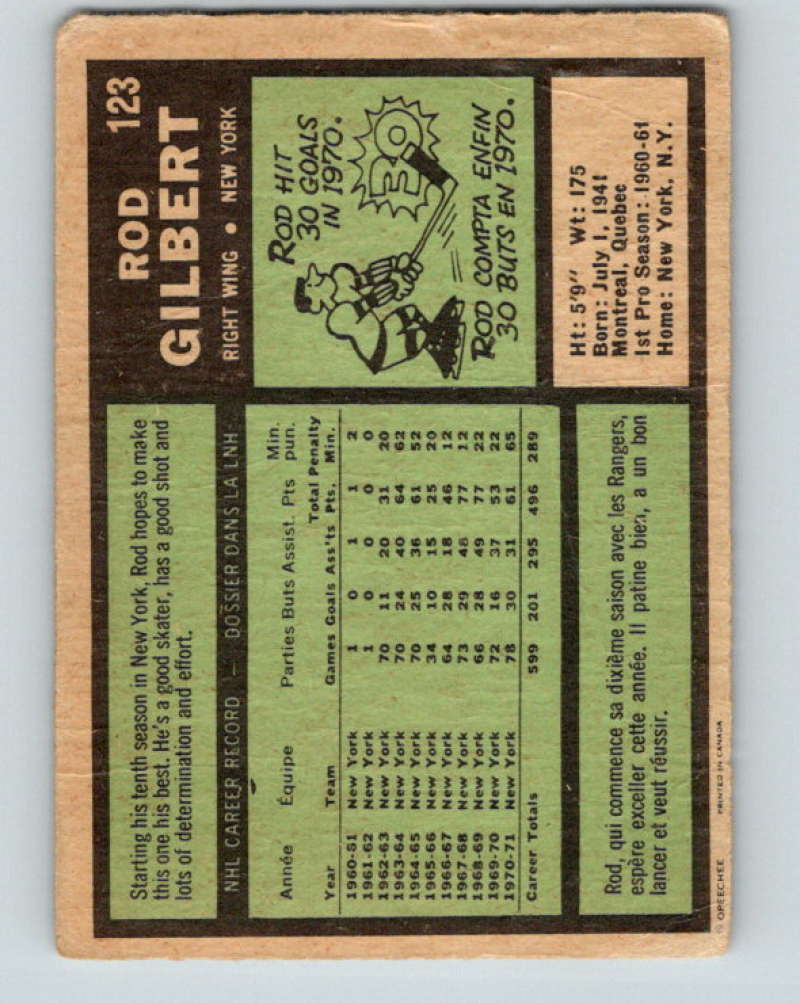 123
ROD
GILBERT
RIGHT WING • NEW YORK
Starting his tenth season in New York, Rod hopes to make
this one his best. He's a good skater, has a good shot and
lots of determination and effort.
ROD HIT
30 GOALS
IN 1970.
30
ROD COMPTA ENFIN
30 BUTS EN 1970.
NHL CAREER RECORD — DOSSIER DANS LA LNH
Année Équipe Parties Buts Assist. Pts Min. pun.
Year Team Games Goals Ass'ts Total Pts. Penalty Min.
1960-61 New York 1 0 1 1 2
1961-62 New York 1 0 0 0 0
1962-63 New York 70 11 20 31 20
1963-64 New York 70 24 40 64 62
1964-65 New York 70 25 36 61 52
1965-66 New York 34 10 15 25 20
1966-67 New York 64 28 18 46 12
1967-68 New York 73 29 48 77 12
1968-69 New York 66 28 49 77 22
1969-70 New York 72 16 37 53 22
1970-71 New York 78 30 31 61 65
Career Totals 599 201 295 496 289
Ht: 5'9" Wt: 175
Born: July 1, 1941
Montreal, Quebec
1st Pro Season: 1960-61
Home: New York, N.Y.
Rod, qui commence sa dixième saison avec les Rangers,
espère exceller cette année. Il patine bien, a un bon
lancer et veut réussir.
© OPEECHEE PRINTED IN CANADA